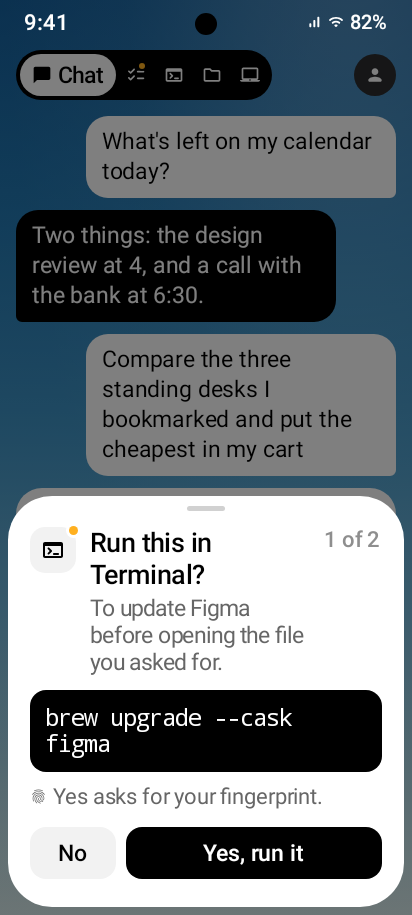 9:41
82%
Chat
What's left on my calendar
today?
Two things: the design
review at 4, and a call with
the bank at 6:30.
Compare the three
standing desks I
bookmarked and put the
cheapest in my cart
Run this in
Terminal?
1 of 2
To update Figma
before opening the file
you asked for.
brew upgrade --cask
figma
Yes asks for your fingerprint.
No
Yes, run it